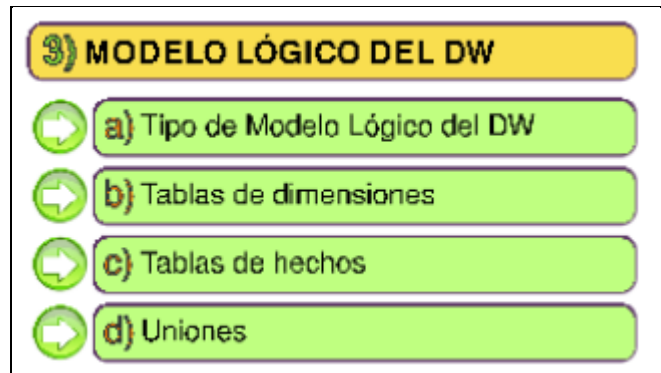 3) MODELO LÓGICO DEL DW
a) Tipo de Modelo Lógico del DW
b) Tablas de dimensiones
c) Tablas de hechos
d) Uniones